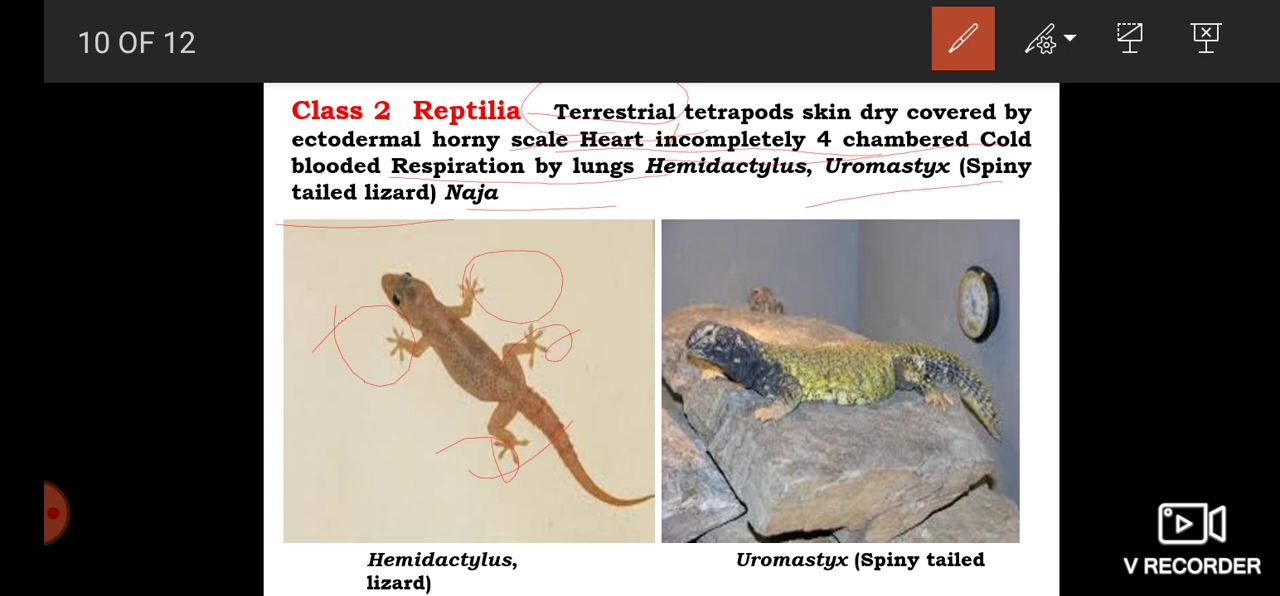 10 OF 12
Class 2 Reptilia Terrestrial tetrapods skin dry covered by
ectodermal horny scale Heart incompletely 4 chambered Cold
blooded Respiration by lungs Hemidactylus, Uromastyx (Spiny
tailed lizard) Naja
Hemidactylus, Uromastyx (Spiny tailed
lizard)
V RECORDER